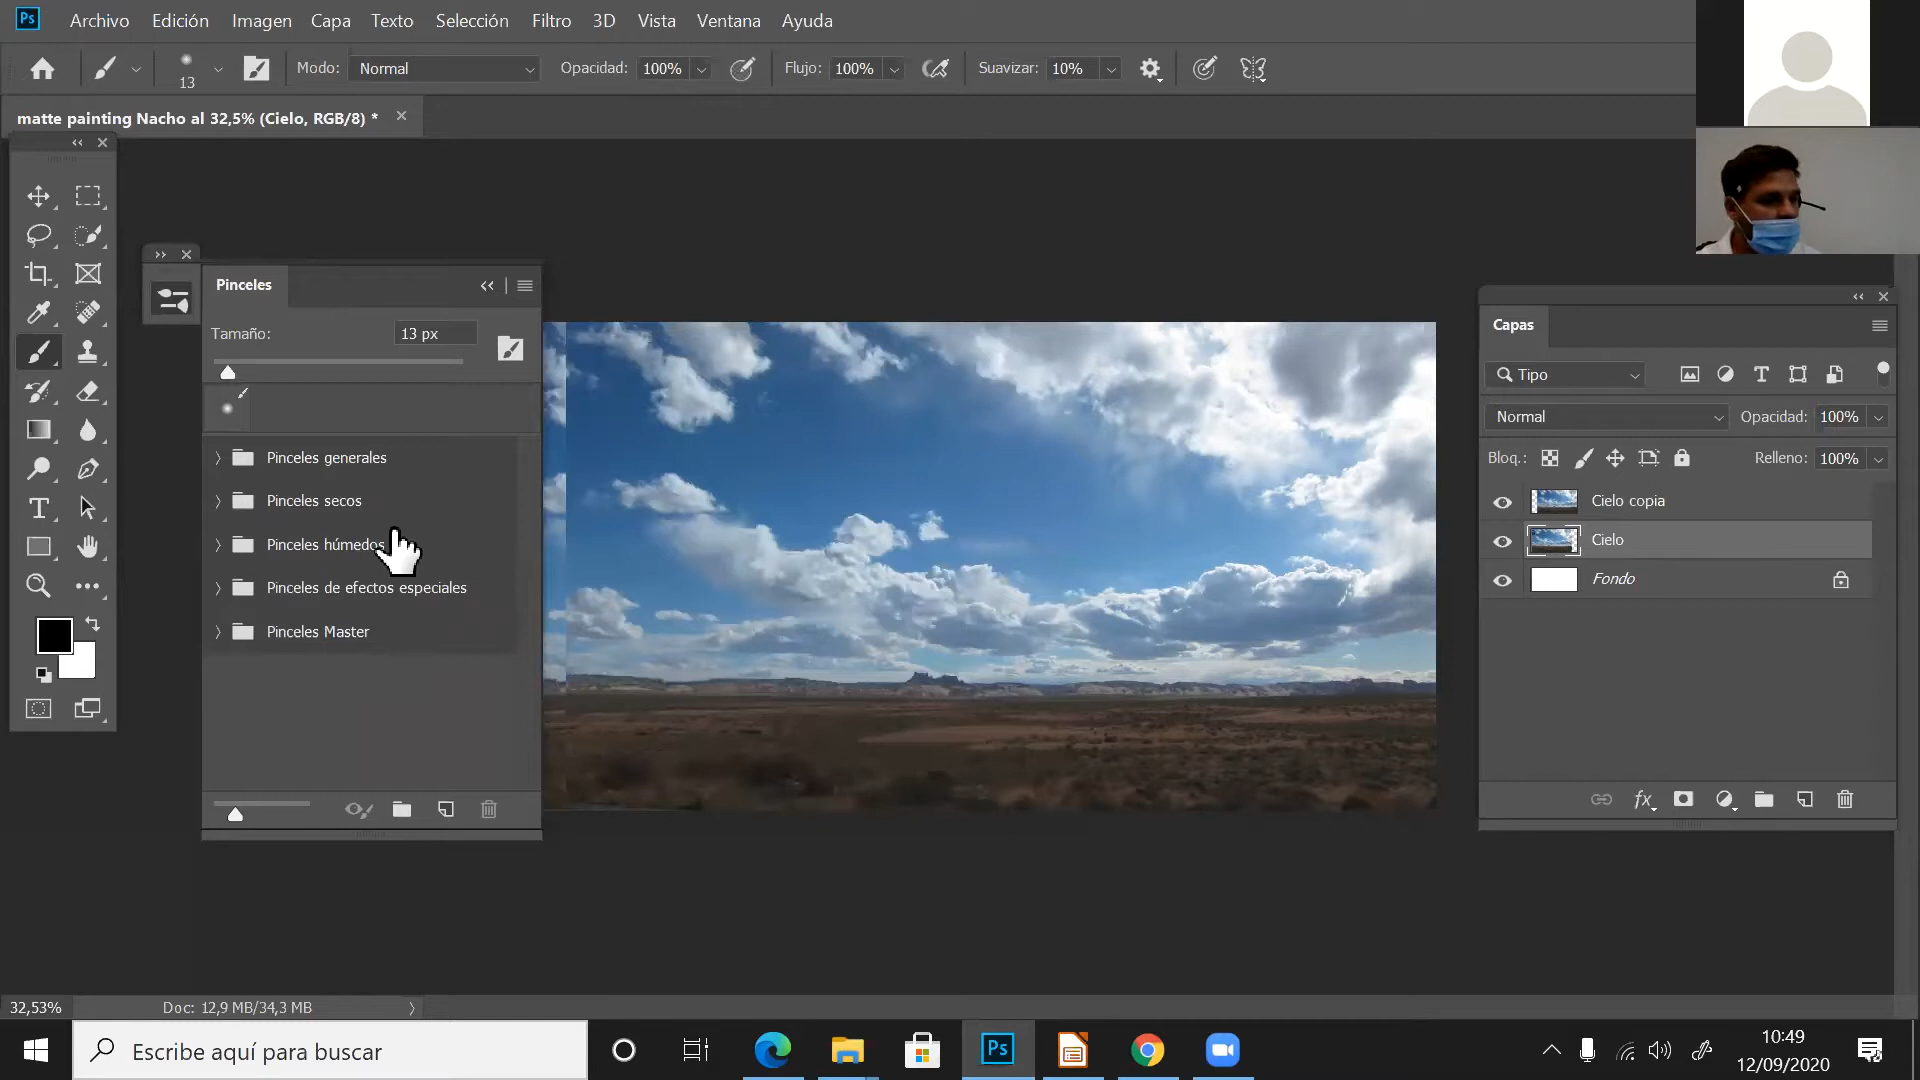 Ps Archivo Edición Imagen Capa Texto Selección Filtro 3D Vista Ventana Ayuda
13 Modo: Normal Opacidad: 100% Flujo: 100% Suavizar: 10%
matte painting Nacho al 32,5% (Cielo, RGB/8) *
Pinceles
Tamaño: 13 px
Pinceles generales
Pinceles secos
Pinceles húmedos
Pinceles de efectos especiales
Pinceles Master
Capas
Tipo
Normal Opacidad: 100%
Bloq.: Relleno: 100%
Cielo copia
Cielo
Fondo
32,53% Doc: 12,9 MB/34,3 MB
Escribe aquí para buscar
Ps
10:49
12/09/2020